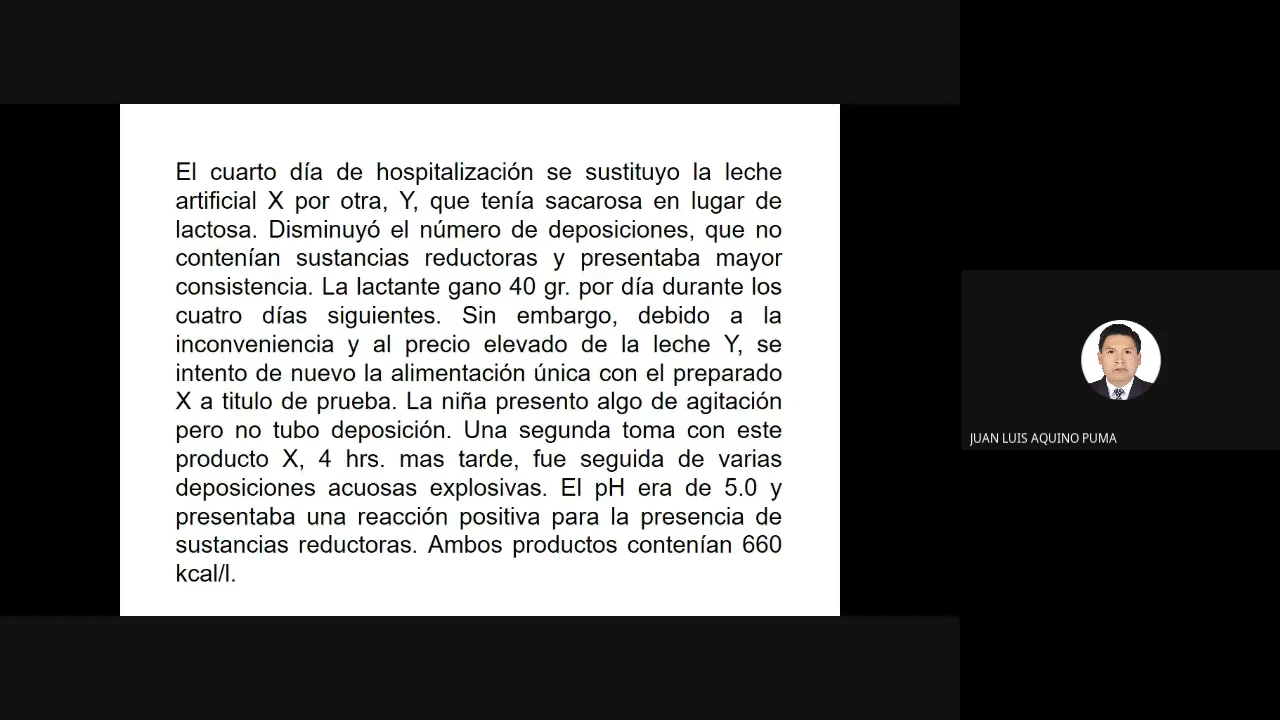 El cuarto día de hospitalización se sustituyo la leche
artificial X por otra, Y, que tenía sacarosa en lugar de
lactosa. Disminuyó el número de deposiciones, que no
contenían sustancias reductoras y presentaba mayor
consistencia. La lactante gano 40 gr. por día durante los
cuatro días siguientes. Sin embargo, debido a la
inconveniencia y al precio elevado de la leche Y, se
intento de nuevo la alimentación única con el preparado
X a titulo de prueba. La niña presento algo de agitación
pero no tubo deposición. Una segunda toma con este
producto X, 4 hrs. mas tarde, fue seguida de varias
deposiciones acuosas explosivas. El pH era de 5.0 y
presentaba una reacción positiva para la presencia de
sustancias reductoras. Ambos productos contenían 660
kcal/l.
JUAN LUIS AQUINO PUMA